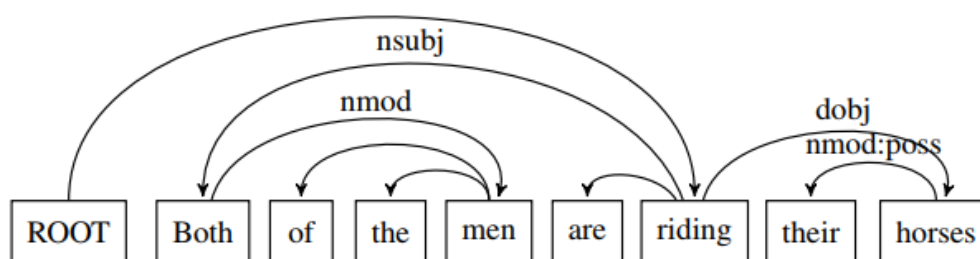 nsubj
nmod
dobj
nmod:poss
ROOT Both of the men are riding their horses